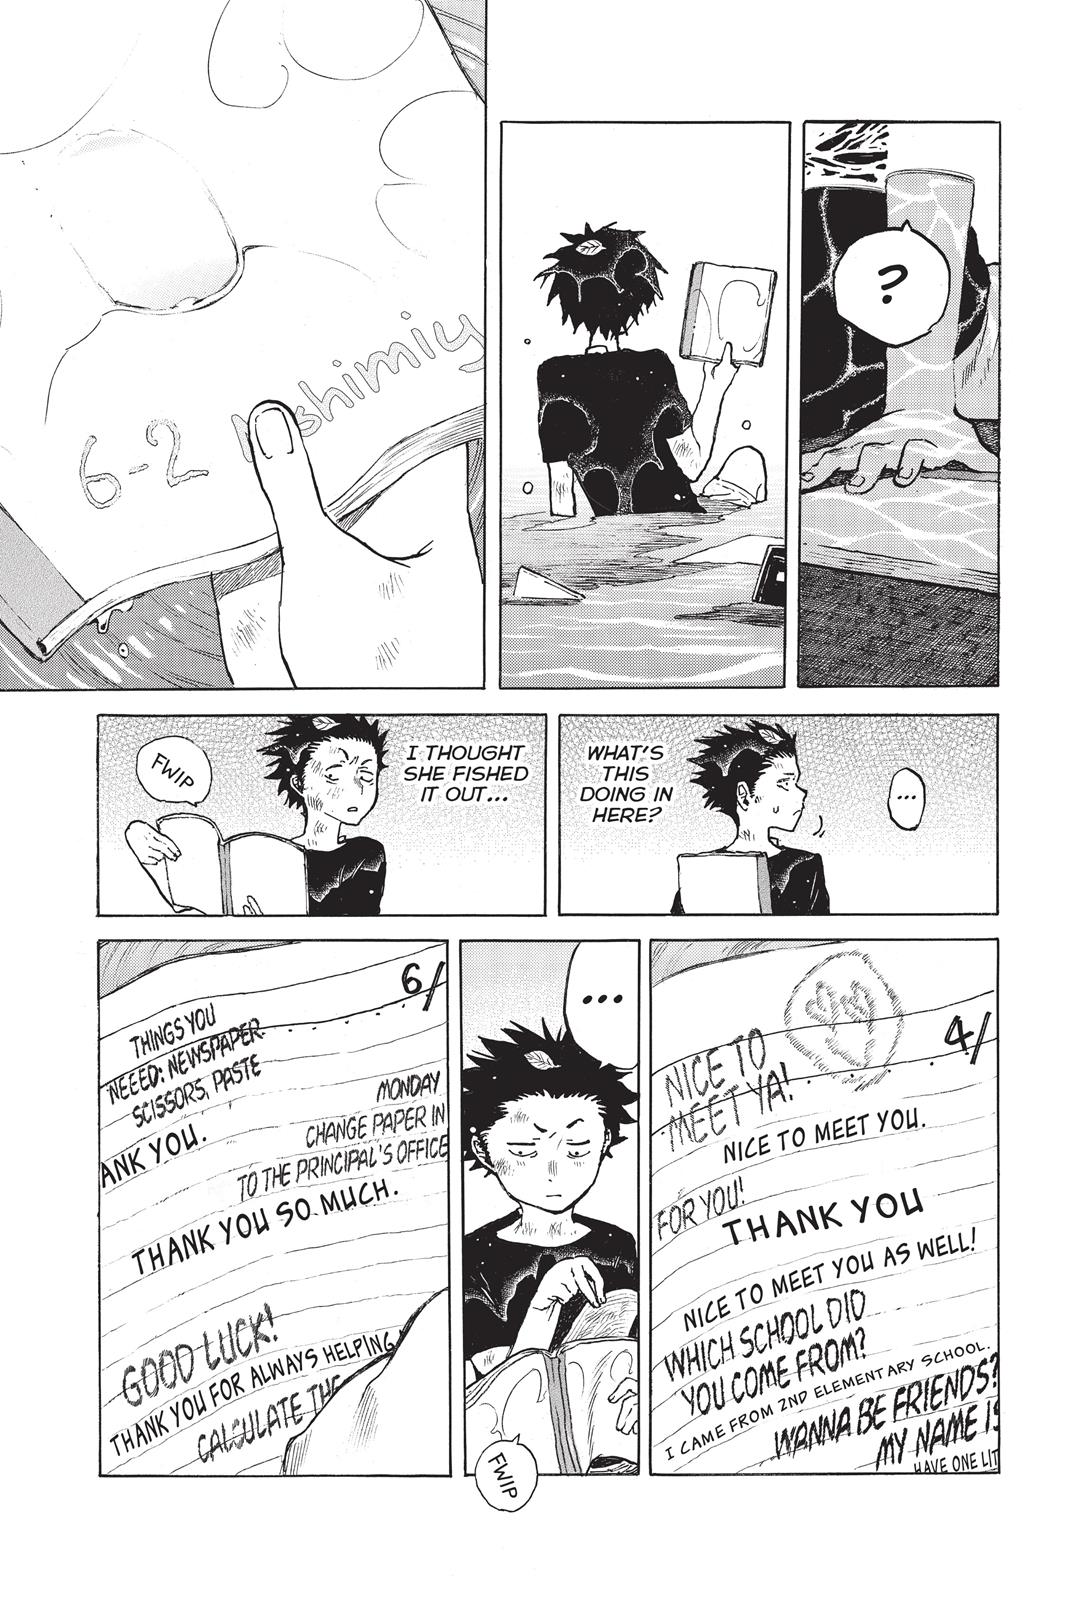 ?
6-2
I THOUGHT
SHE FISHED
IT OUT...
FWIP
WHAT'S
THIS
DOING IN
HERE?
...
4/
NICE TO
MEET YA!
NICE TO MEET YOU.
FOR YOU!
THANK YOU
NICE TO MEET YOU AS WELL!
WHICH SCHOOL DID
YOU COME FROM?
I CAME FROM 2ND ELEMENTARY SCHOOL.
WANNA BE FRIENDS?
MY NAME IS
HAVE ONE LIT
...
FWIP
6/
THINGS YOU
NEEED: NEWSPAPER.
SCISSORS, PASTE
ANK YOU.
MONDAY
CHANGE PAPER IN
TO THE PRINCIPAL'S OFFICE
THANK YOU SO MUCH.
GOOD LUCK!
THANK YOU FOR ALWAYS HELPING
CALCULATE THE